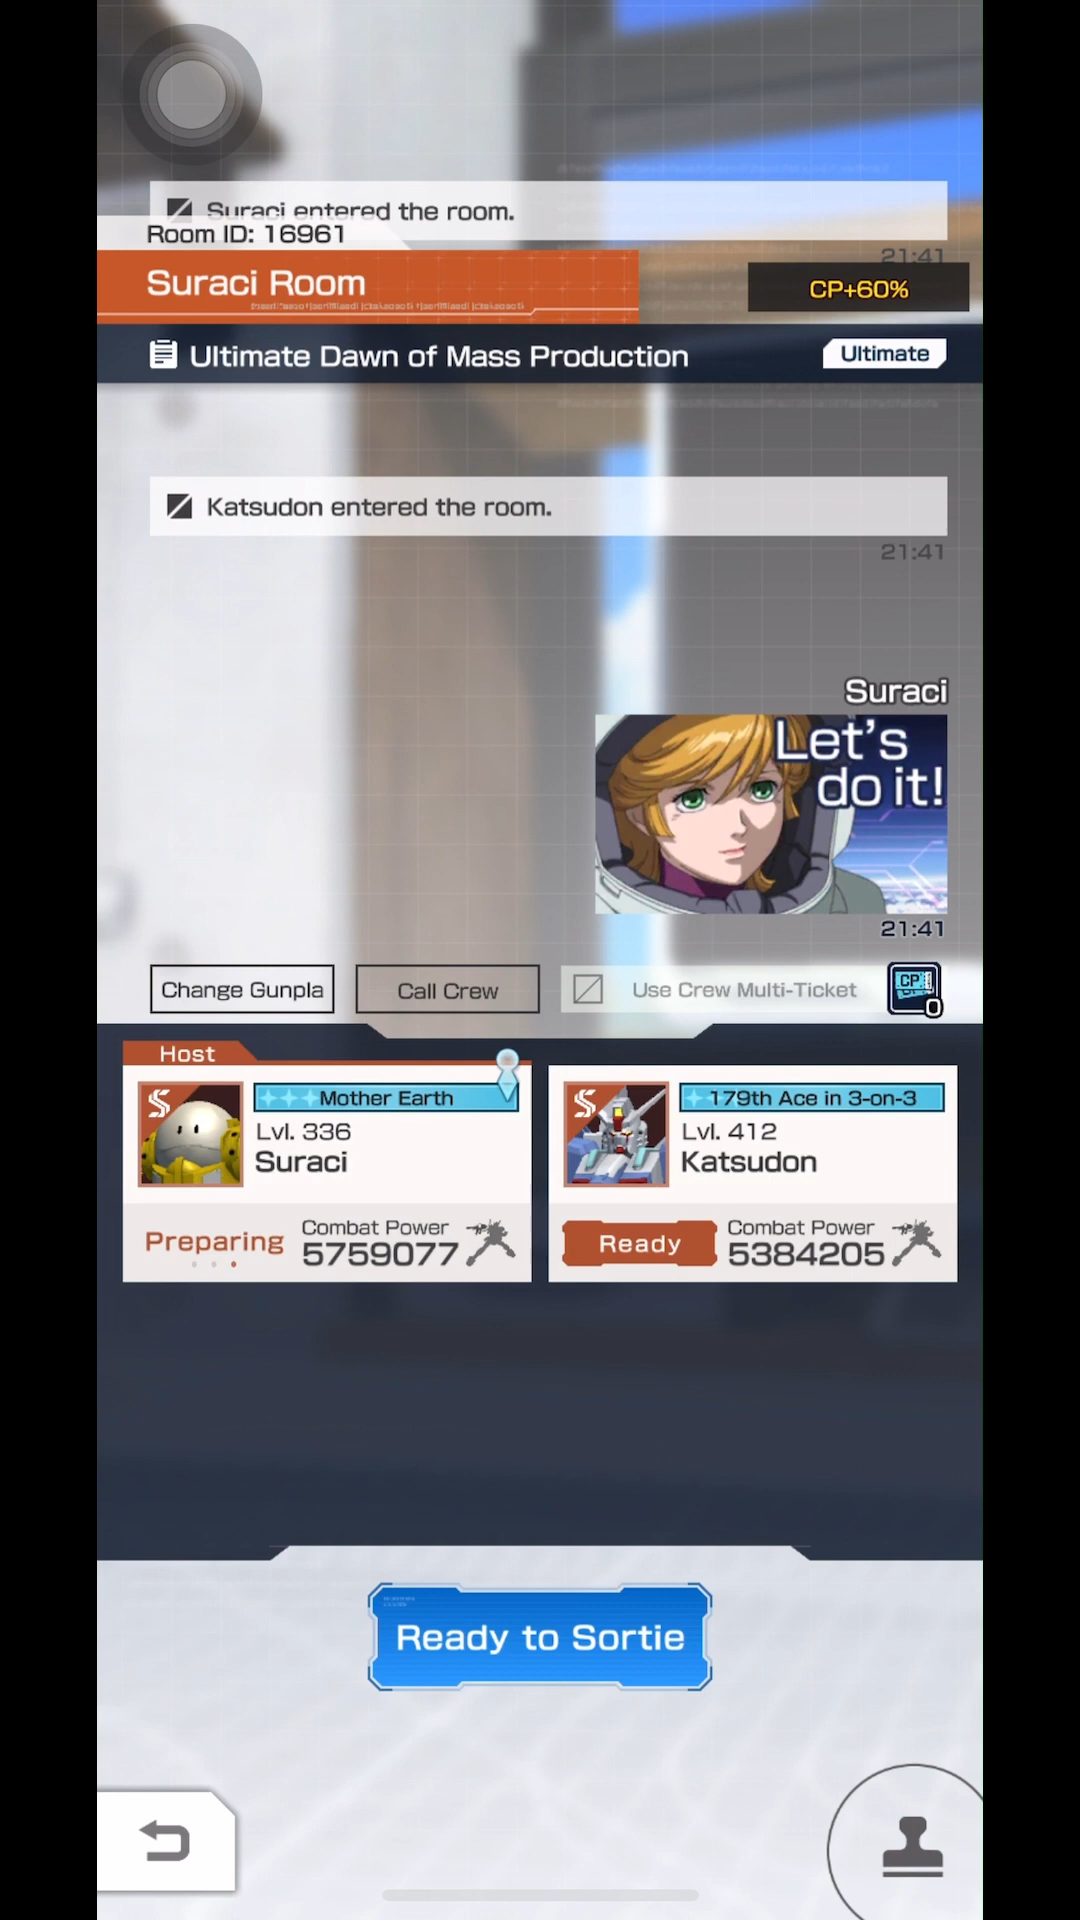 Suraci entered the room.
Room ID: 16961
21:41
Suraci Room
CP+60%
Ultimate Dawn of Mass Production
Ultimate
Katsudon entered the room.
21:41
Suraci
Let's
do it!
21:41
Change Gunpla
Call Crew
Use Crew Multi-Ticket
CP
0
Host
Mother Earth
Lvl. 336
Suraci
Preparing
Combat Power
5759077
179th Ace in 3-on-3
Lvl. 412
Katsudon
Ready
Combat Power
5384205
Ready to Sortie